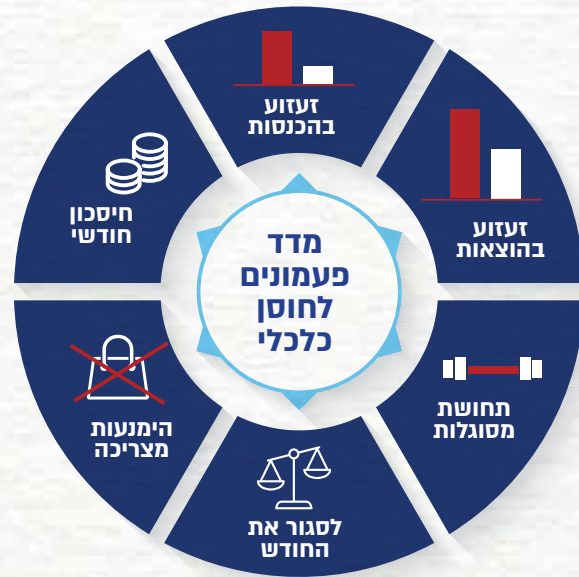 זעזוע
בהכנסות
זעזוע
בהוצאות
תחושת
מסוגלות
לסגור את
החודש
הימנעות
מצריכה
חיסכון
חודשי
מדד
פעמונים
לחוסן
כלכלי